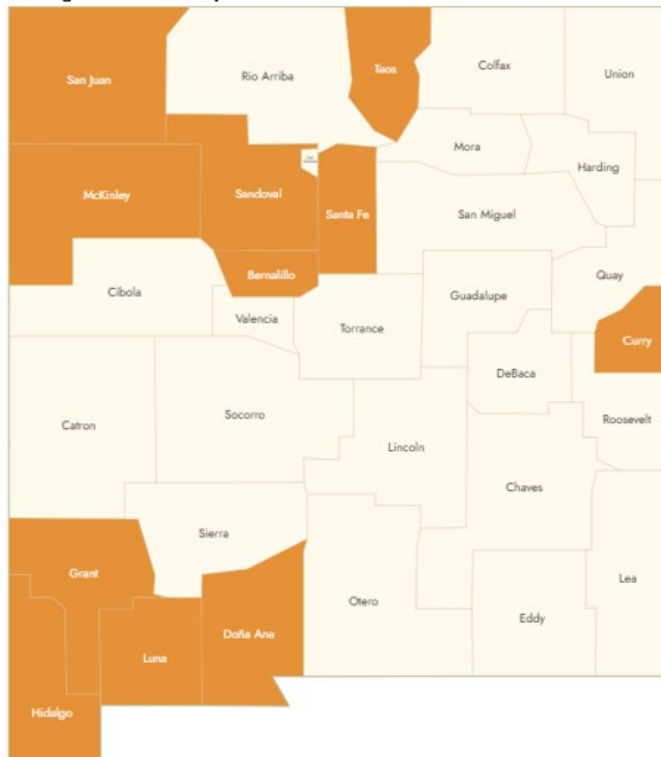 San Juan
Rio Arriba
Taos
Colfax
Union
Mora
Harding
McKinley
Sandoval
Santa Fe
San Miguel
Bernalillo
Cibola
Quay
Guadalupe
Valencia
Torrance
Curry
DeBaca
Catron
Socorro
Lincoln
Roosevelt
Chaves
Sierra
Grant
Otero
Lea
Eddy
Luna
Doña Ana
Hidalgo